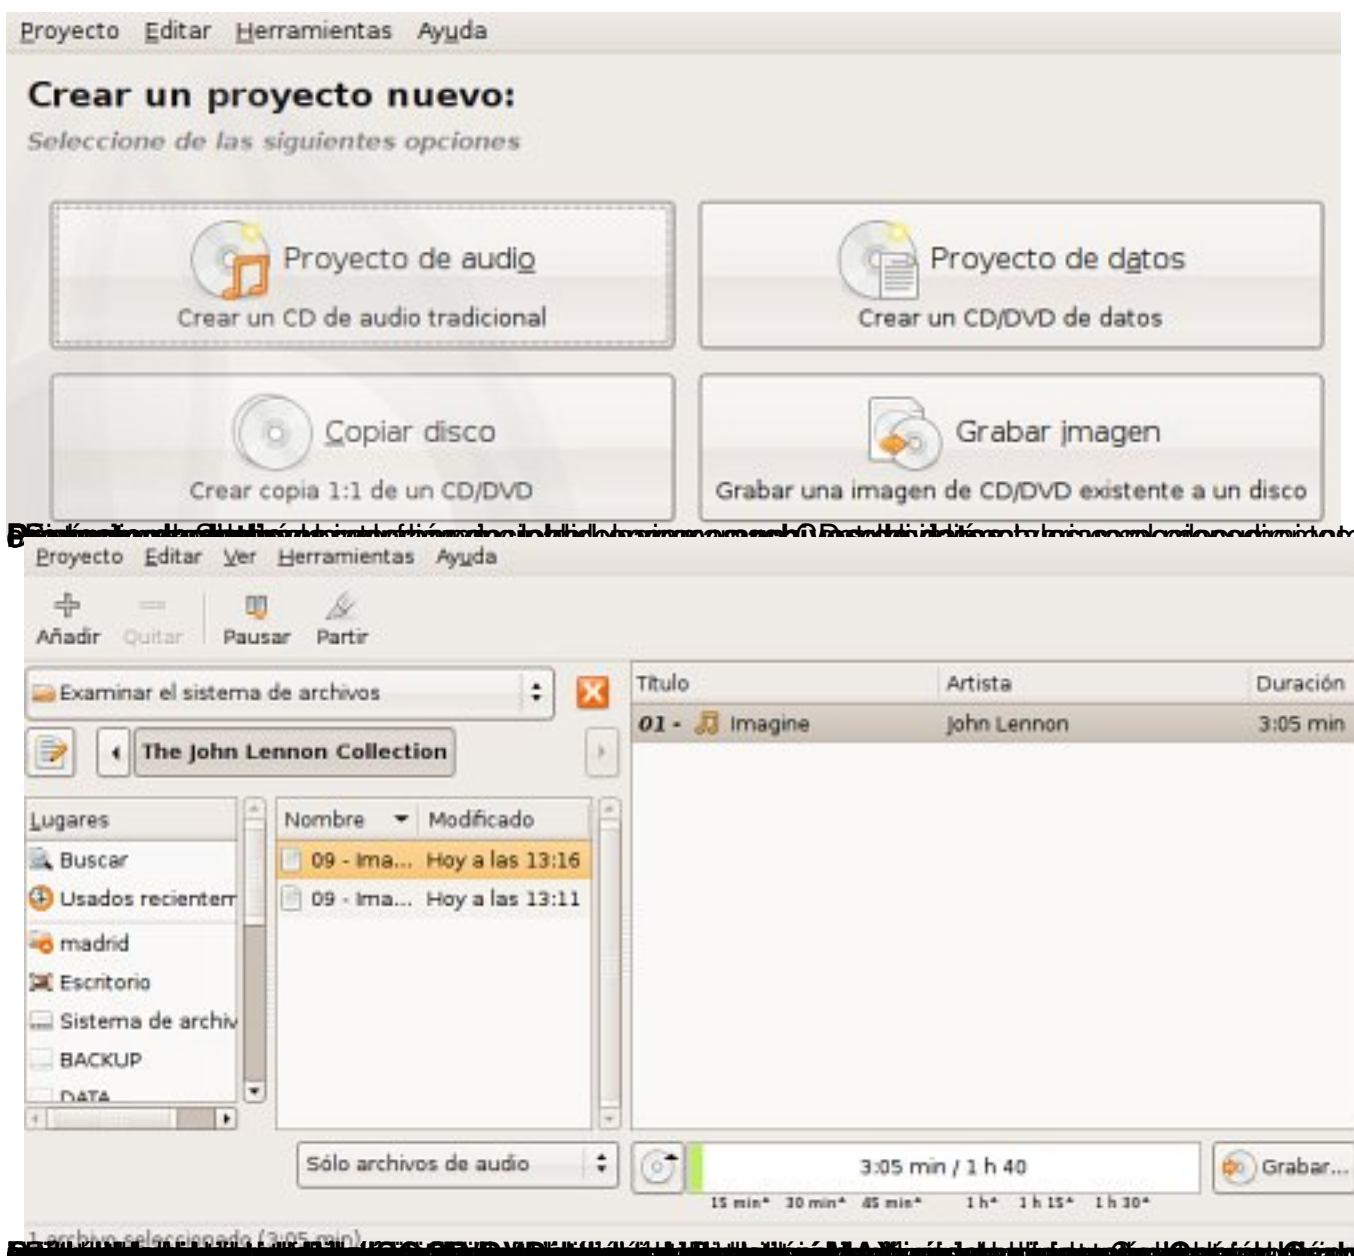 Proyecto Editar Herramientas Ayuda
Crear un proyecto nuevo:
Seleccione de las siguientes opciones
Proyecto de audio
Crear un CD de audio tradicional
Proyecto de datos
Crear un CD/DVD de datos
Copiar disco
Crear copia 1:1 de un CD/DVD
Grabar imagen
Grabar una imagen de CD/DVD existente a un disco
Proyecto Editar Ver Herramientas Ayuda
Añadir Quitar Pausar Partir
Examinar el sistema de archivos
The John Lennon Collection
Lugares
Buscar
Usados recientem
madrid
Escritorio
Sistema de archiv
BACKUP
DATA
Nombre Modificado
09 - Ima... Hoy a las 13:16
09 - Ima... Hoy a las 13:11
Título Artista Duración
01 - Imagine John Lennon 3:05 min
Sólo archivos de audio
3:05 min / 1 h 40
Grabar...
15 min 30 min 45 min 1 h 1 h 15 1 h 30
1 archivo seleccionado (3:05 min)